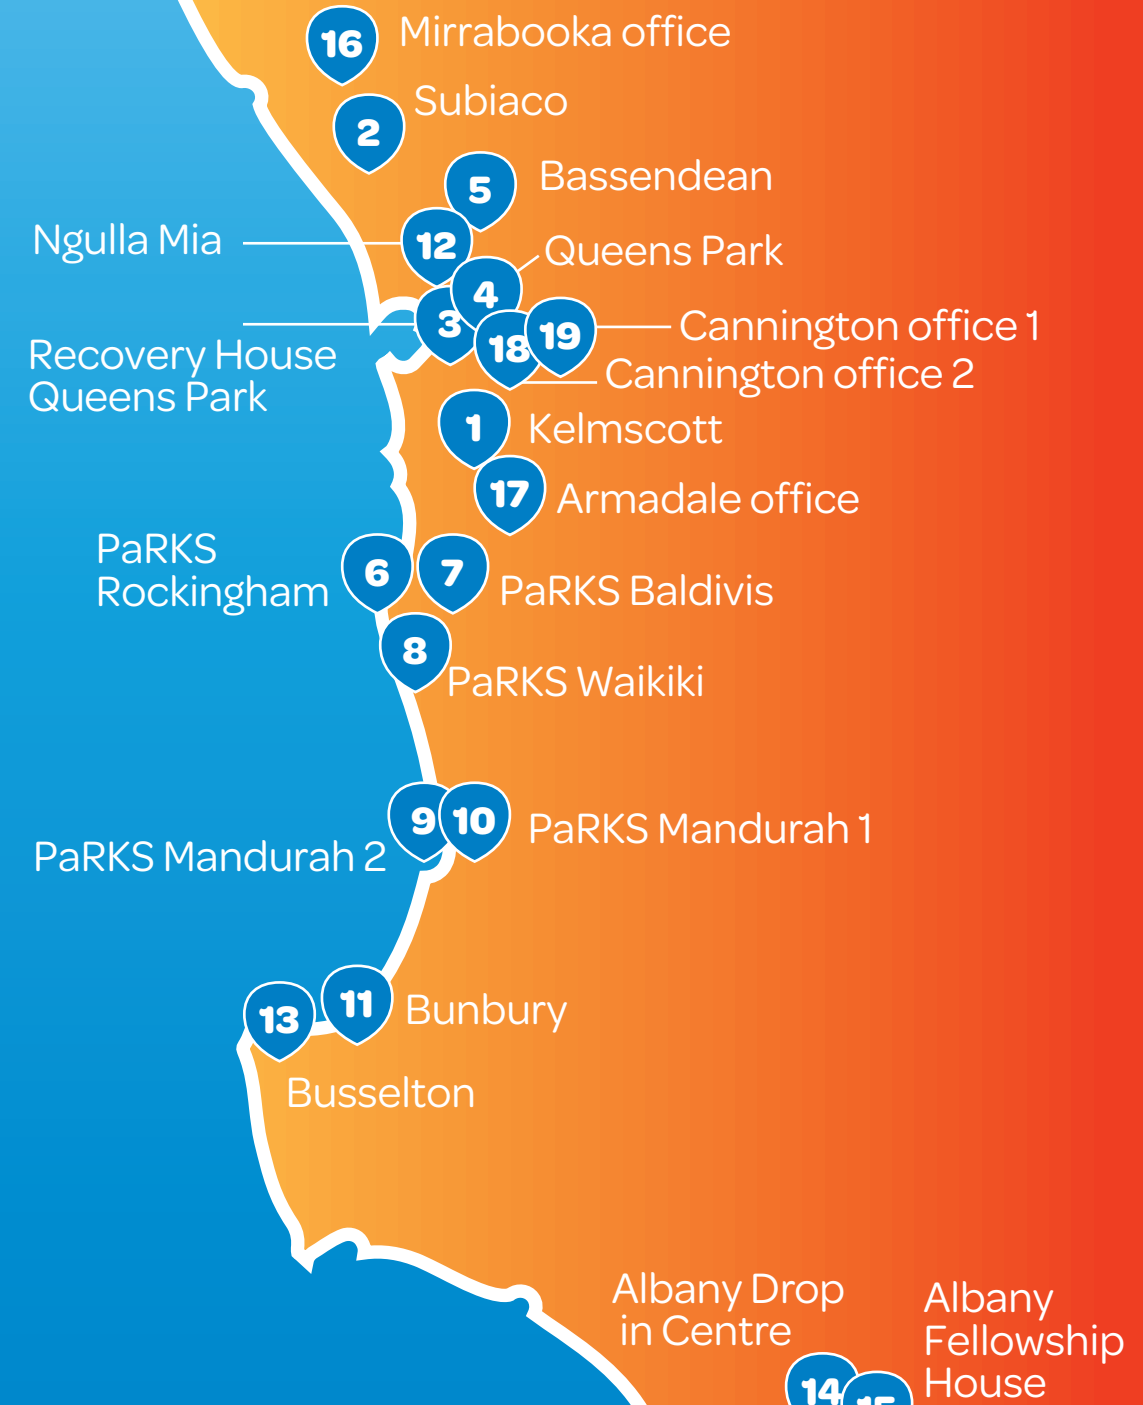 16 Mirrabooka office
2 Subiaco
5 Bassendean
Ngulla Mia 12
4 Queens Park
3
18 19 Cannington office 1
Recovery House
Queens Park
Cannington office 2
1 Kelmscott
17 Armadale office
PaRKS
Rockingham 6
7 PaRKS Baldivis
8 PaRKS Waikiki
9 10 PaRKS Mandurah 1
PaRKS Mandurah 2
13 11 Bunbury
Busselton
Albany Drop
in Centre
Albany
Fellowship
House
14 15